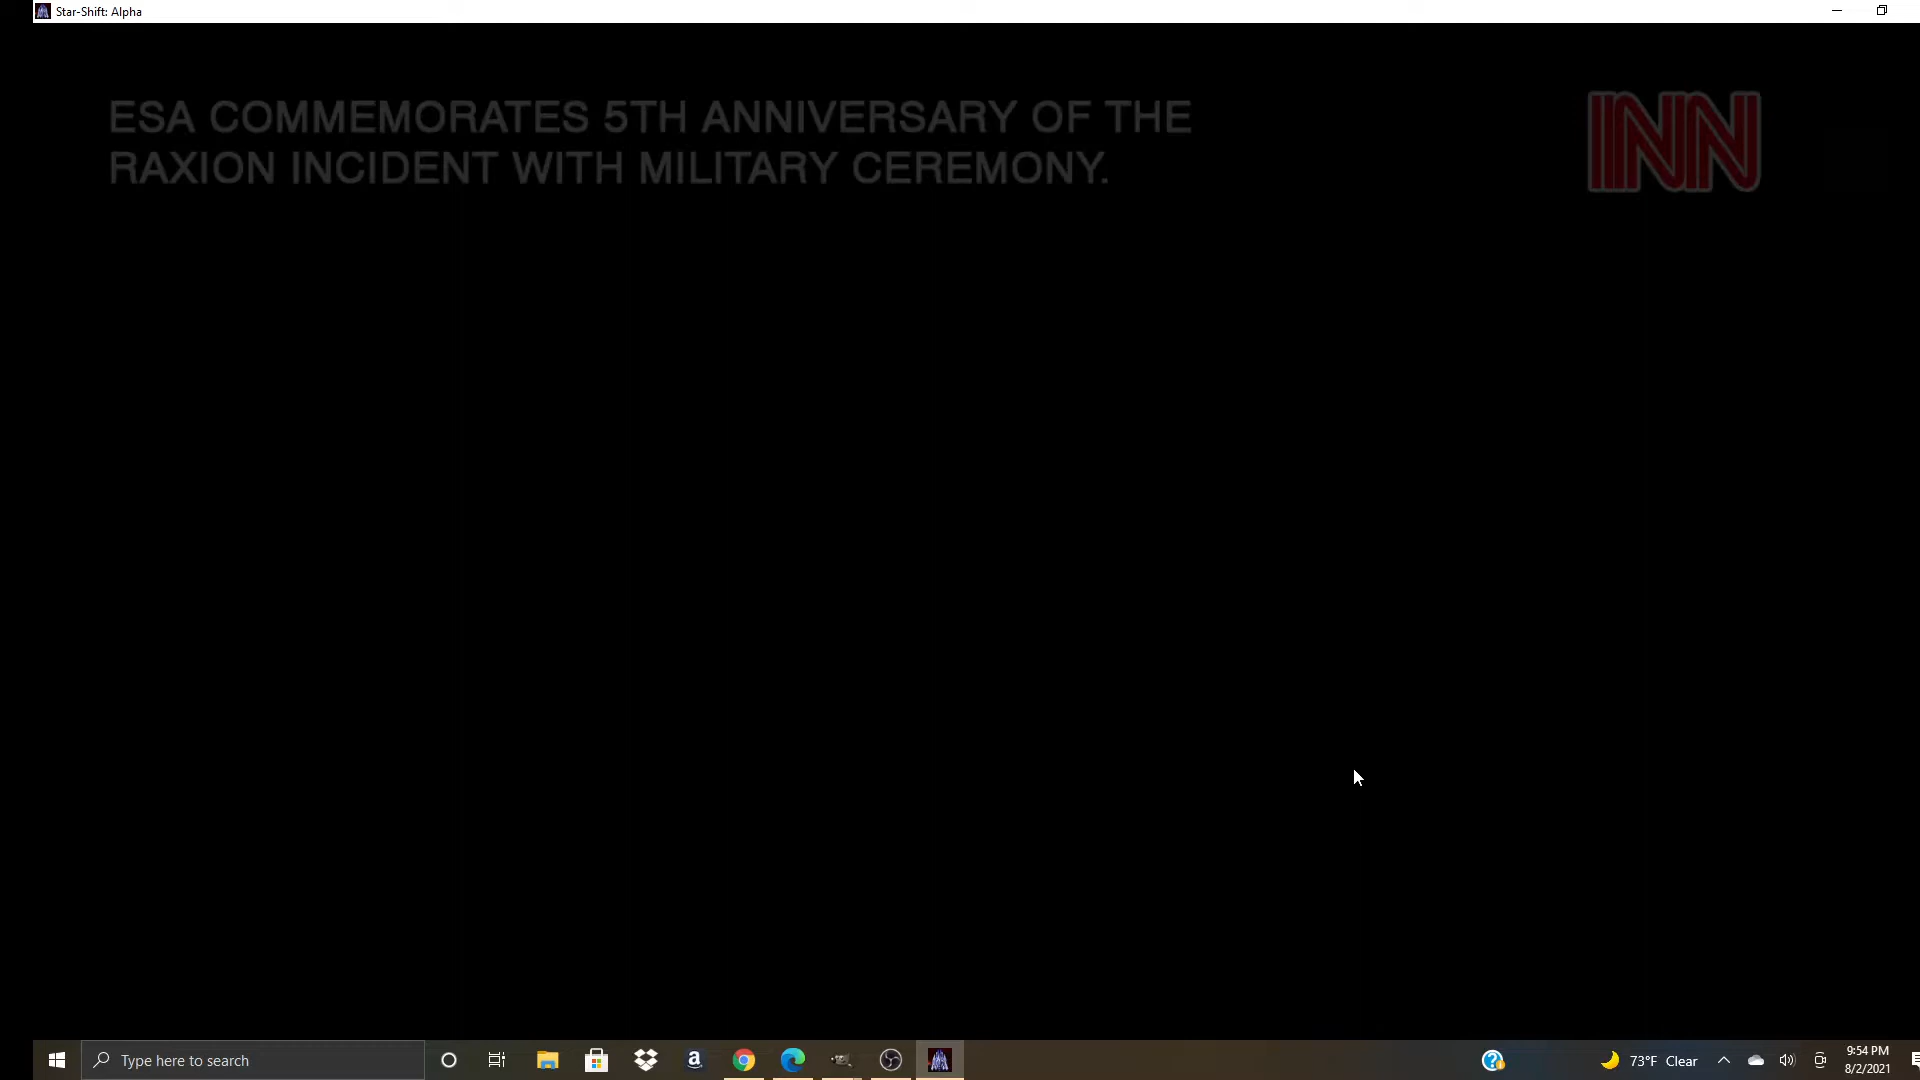 Star-Shift: Alpha
ESA COMMEMORATES 5TH ANNIVERSARY OF THE
RAXION INCIDENT WITH MILITARY CEREMONY.
INN
Type here to search
73°F Clear
9:54 PM
8/2/2021